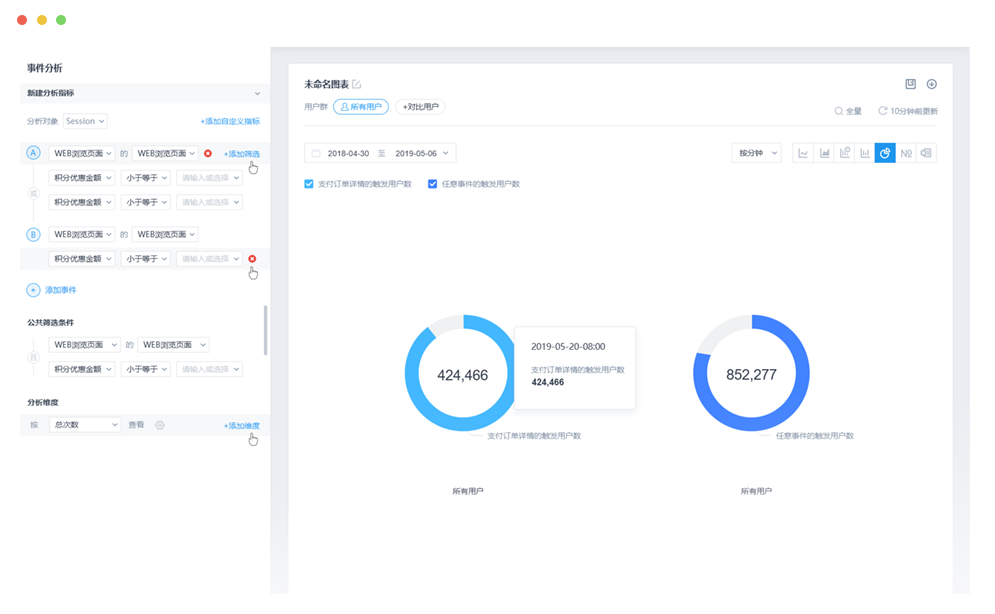 事件分析
新建分析指标
分析对象 Session +添加自定义指标
A WEB浏览页面 的 WEB浏览页面 +添加筛选
积分优惠金额 小于等于 请输入或选择
或
积分优惠金额 小于等于 请输入或选择
B WEB浏览页面 的 WEB浏览页面
积分优惠金额 小于等于 请输入或选择
+ 添加事件
公共筛选条件
WEB浏览页面 的 WEB浏览页面
且
积分优惠金额 小于等于 请输入或选择
分析维度
按 总次数 查看 +添加维度
未命名图表
用户群 所有用户 +对比用户
全量 10分钟前更新
2018-04-30 至 2019-05-06 按分钟
支付订单详情的触发用户数 任意事件的触发用户数
424,466
2019-05-20-08:00
支付订单详情的触发用户数
424,466
852,277
支付订单详情的触发用户数 任意事件的触发用户数
所有用户 所有用户